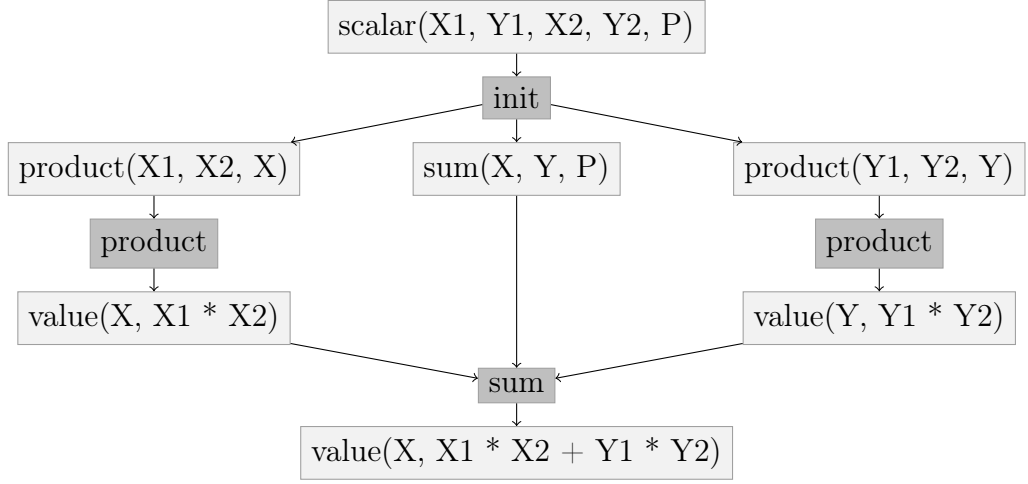 scalar(X1, Y1, X2, Y2, P)
init
product(X1, X2, X)
sum(X, Y, P)
product(Y1, Y2, Y)
product
product
value(X, X1 * X2)
value(Y, Y1 * Y2)
sum
value(X, X1 * X2 + Y1 * Y2)